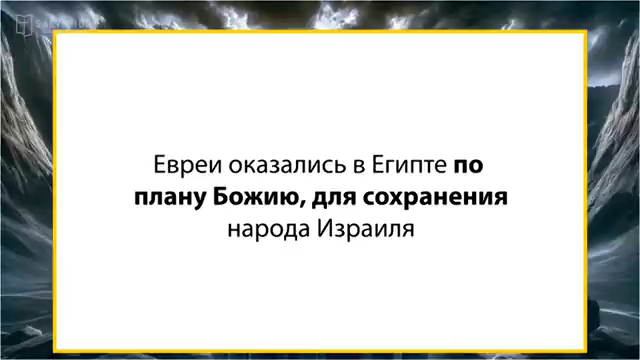 Евреи оказались в Египте по
плану Божию, для сохранения
народа Израиля